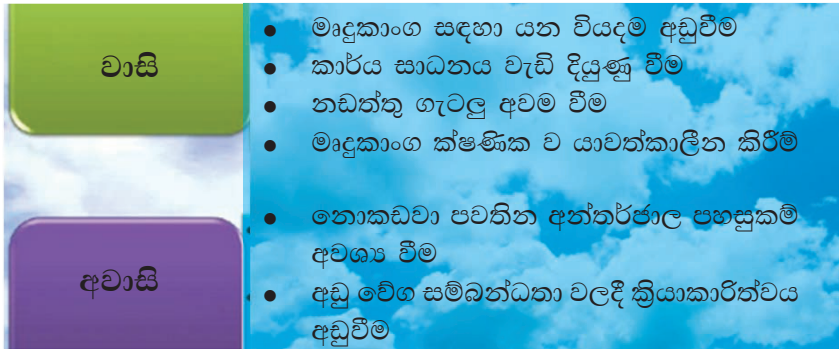 වාසි
මෘදුකාංග සඳහා යන වියදම අඩුවීම
කාර්ය සාධනය වැඩි දියුණු වීම
නඩත්තු ගැටලු අවම වීම
මෘදුකාංග ක්ෂණික ව යාවත්කාලීන කිරීම්
අවාසි
නොකඩවා පවතින අන්තර්ජාල පහසුකම්
අවශ්‍ය වීම
අඩු වේග සම්බන්ධතා වලදී ක්‍රියාකාරිත්වය
අඩුවීම